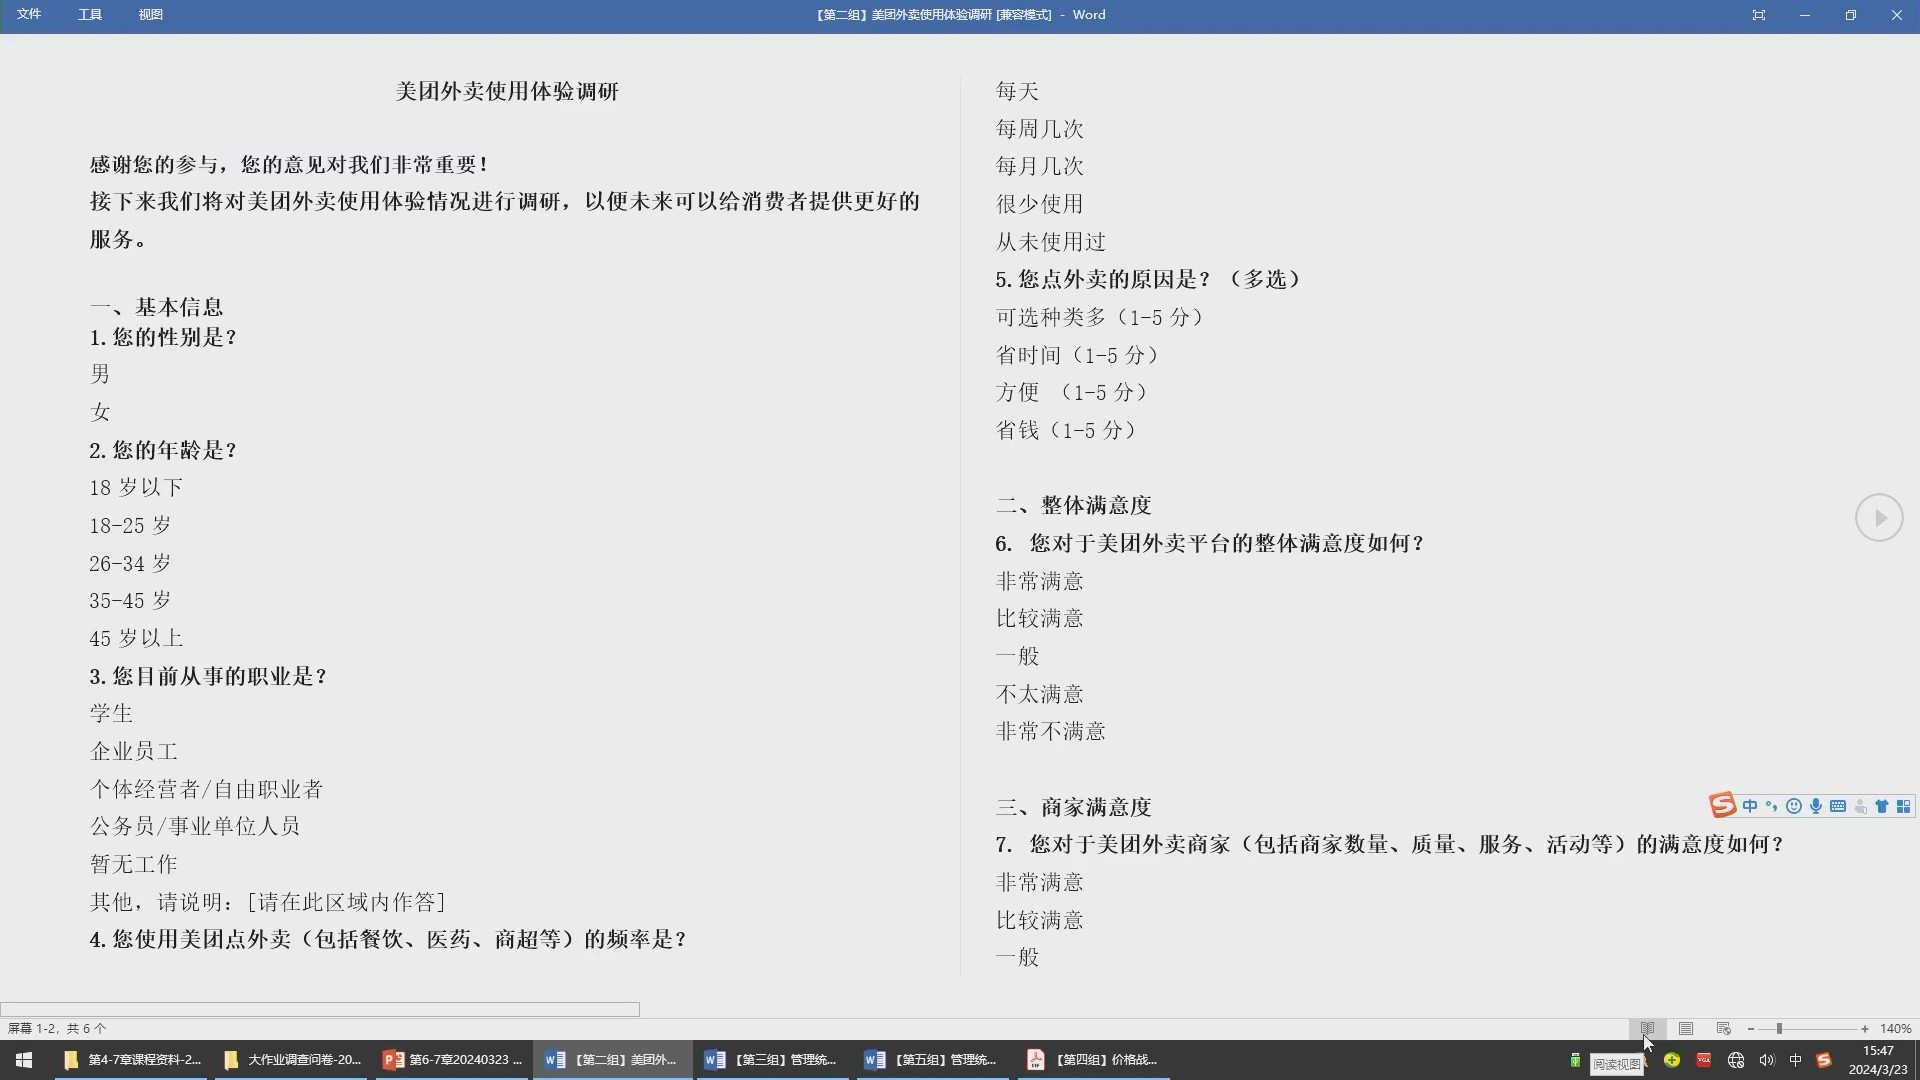 文件 工具 视图 【第二组】美团外卖使用体验调研 [兼容模式] - Word
美团外卖使用体验调研
感谢您的参与，您的意见对我们非常重要！
接下来我们将对美团外卖使用体验情况进行调研，以便未来可以给消费者提供更好的
服务。
一、基本信息
1.您的性别是？
男
女
2.您的年龄是？
18 岁以下
18-25 岁
26-34 岁
35-45 岁
45 岁以上
3.您目前从事的职业是？
学生
企业员工
个体经营者/自由职业者
公务员/事业单位人员
暂无工作
其他，请说明：[请在此区域内作答]
4.您使用美团点外卖（包括餐饮、医药、商超等）的频率是？
每天
每周几次
每月几次
很少使用
从未使用过
5.您点外卖的原因是？（多选）
可选种类多（1-5 分）
省时间（1-5 分）
方便 （1-5 分）
省钱（1-5 分）
二、整体满意度
6. 您对于美团外卖平台的整体满意度如何？
非常满意
比较满意
一般
不太满意
非常不满意
三、商家满意度
7. 您对于美团外卖商家（包括商家数量、质量、服务、活动等）的满意度如何？
非常满意
比较满意
一般
中
屏幕 1-2，共 6 个 140%
第4-7章课程资料-2... 大作业调查问卷-20... 第6-7章20240323 ... 【第二组】美团外... 【第三组】管理统... 【第五组】管理统... 【第四组】价格战...
阅读视图
中
15:47
2024/3/23